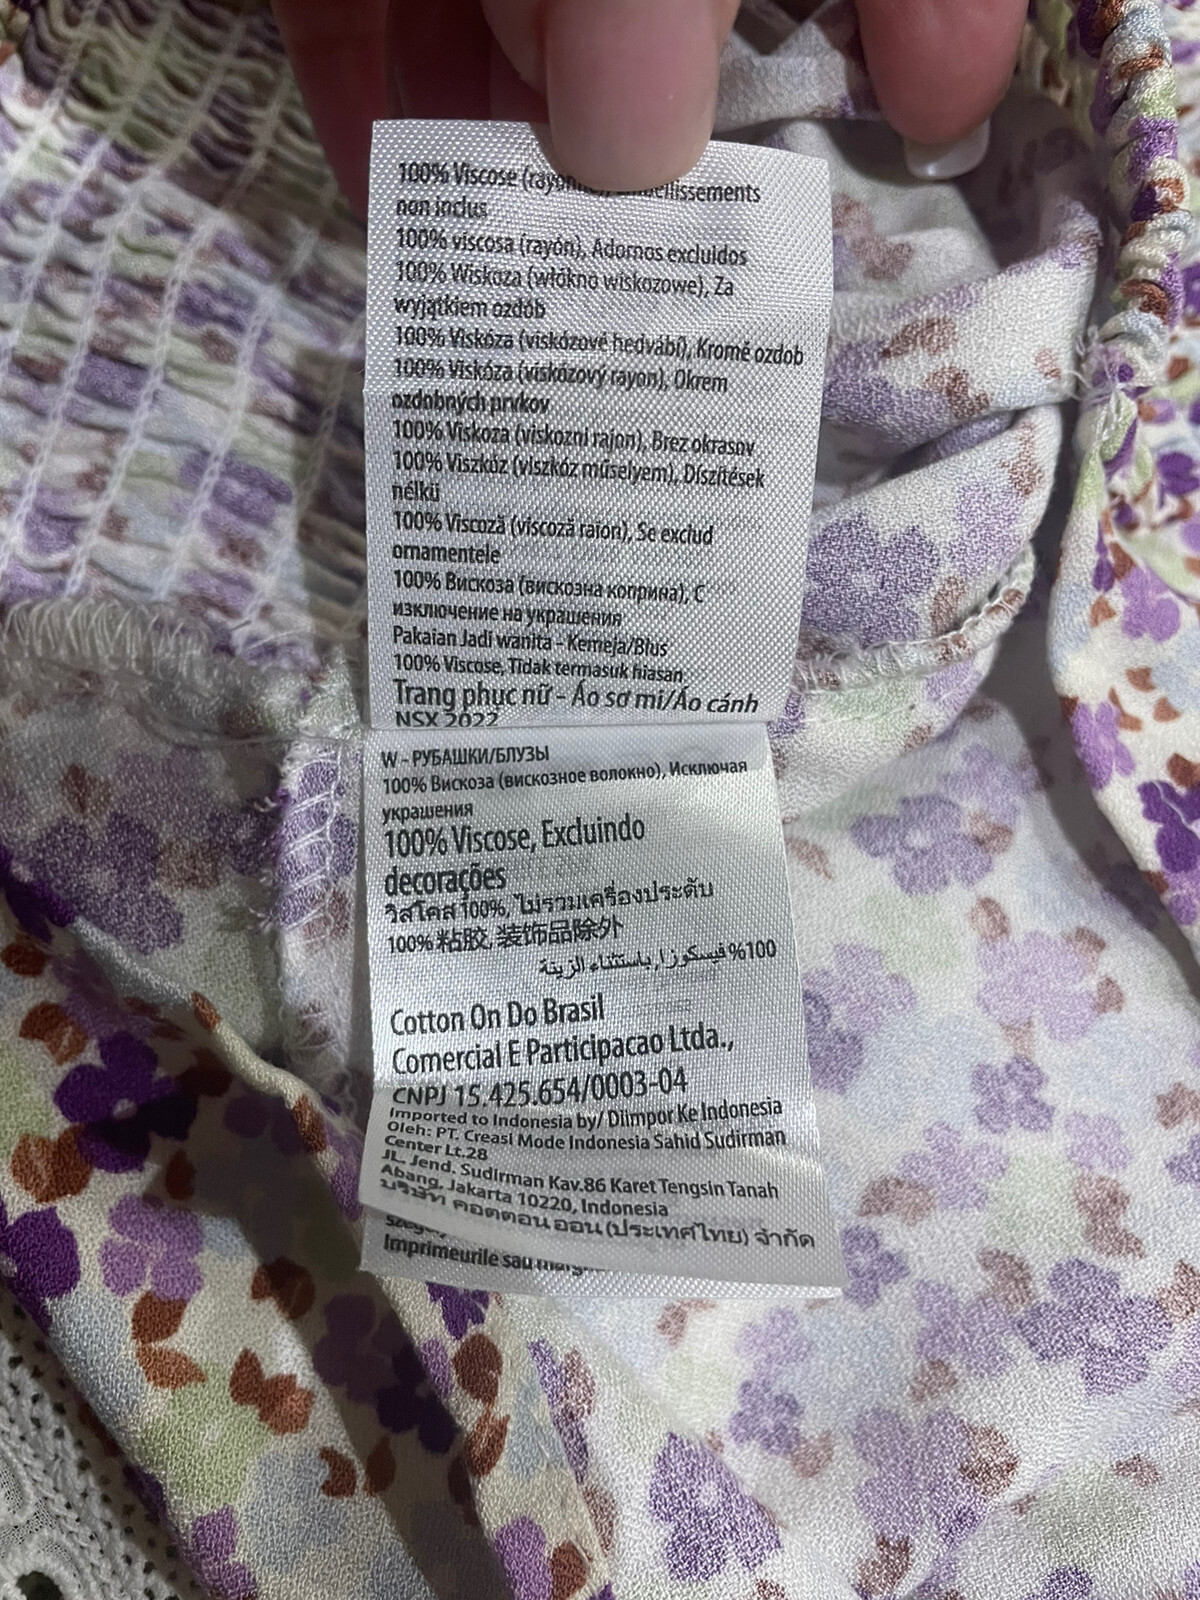 100% Viscose embellissements
non inclus
100% viscosa (rayón), Adornos excluidos
100% Wiskoza (włókno wiskozowe), Za
wyjątkiem ozdób
100% Viskóza (viskózové hedvábí), Kromě ozdob
100% Viskóza (viskózový rayon), Okrem
ozdobných prvkov
100% Viskoza (viskozni rajon), Brez okrasov
100% Viszkóz (viszkóz műselyem), Díszítések
nélkü
100% Viscoză (viscoză raion), Se exclud
ornamentele
100% Вискоза (вискозна коприна), С
изключение на украшения
Pakaian Jadi wanita - Kemeja/Blus
100% Viscose, Tidak termasuk hiasan
Trang phục nữ - Áo sơ mi/Áo cánh
NSX 2022
W - РУБАШКИ/БЛУЗЫ
100% Вискоза (вискозное волокно), Исключая
украшения
100% Viscose, Excluindo
decorações
วิสโคส 100%, ไม่รวมเครื่องประดับ
100% 粘胶, 装饰品除外
100% فيسكوزا, باستثناء الزينة
Cotton On Do Brasil
Comercial E Participacao Ltda.,
CNPJ 15.425.654/0003-04
Imported to Indonesia by/ Diimpor Ke Indonesia
Oleh: PT. Creasi Mode Indonesia Sahid Sudirman
Center Lt.28
JL. Jend. Sudirman Kav.86 Karet Tengsin Tanah
Abang, Jakarta 10220, Indonesia
บริษัท คอตตอน ออน (ประเทศไทย) จำกัด
Imprimeurile sau